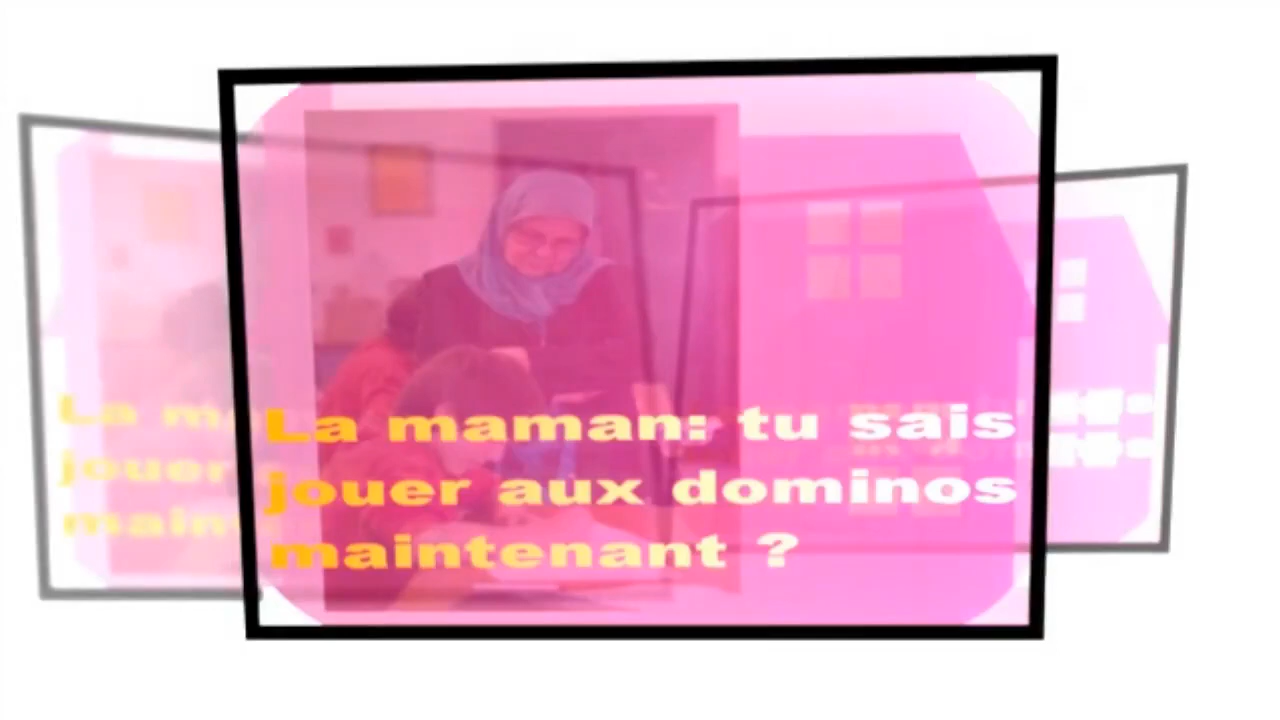 La maman: tu sais
jouer aux dominos
maintenant ?